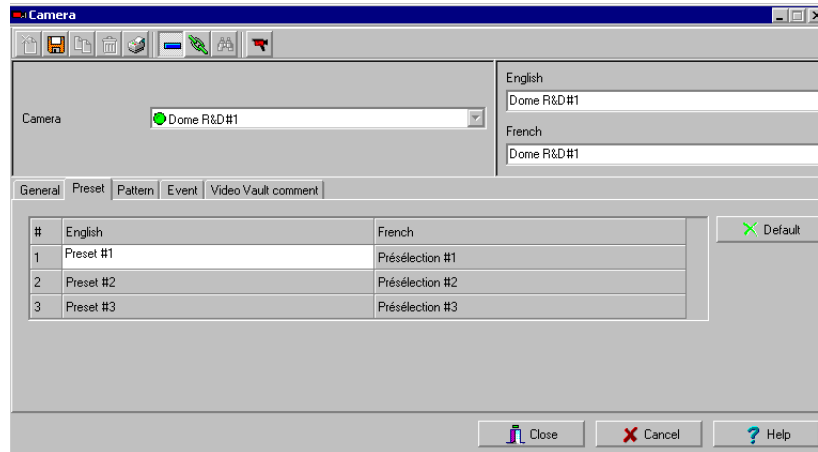 Camera
English
Dome R&D#1
Camera Dome R&D#1
French
Dome R&D#1
General Preset Pattern Event Video Vault comment
# English French
Default
1 Preset #1 Présélection #1
2 Preset #2 Présélection #2
3 Preset #3 Présélection #3
Close Cancel Help